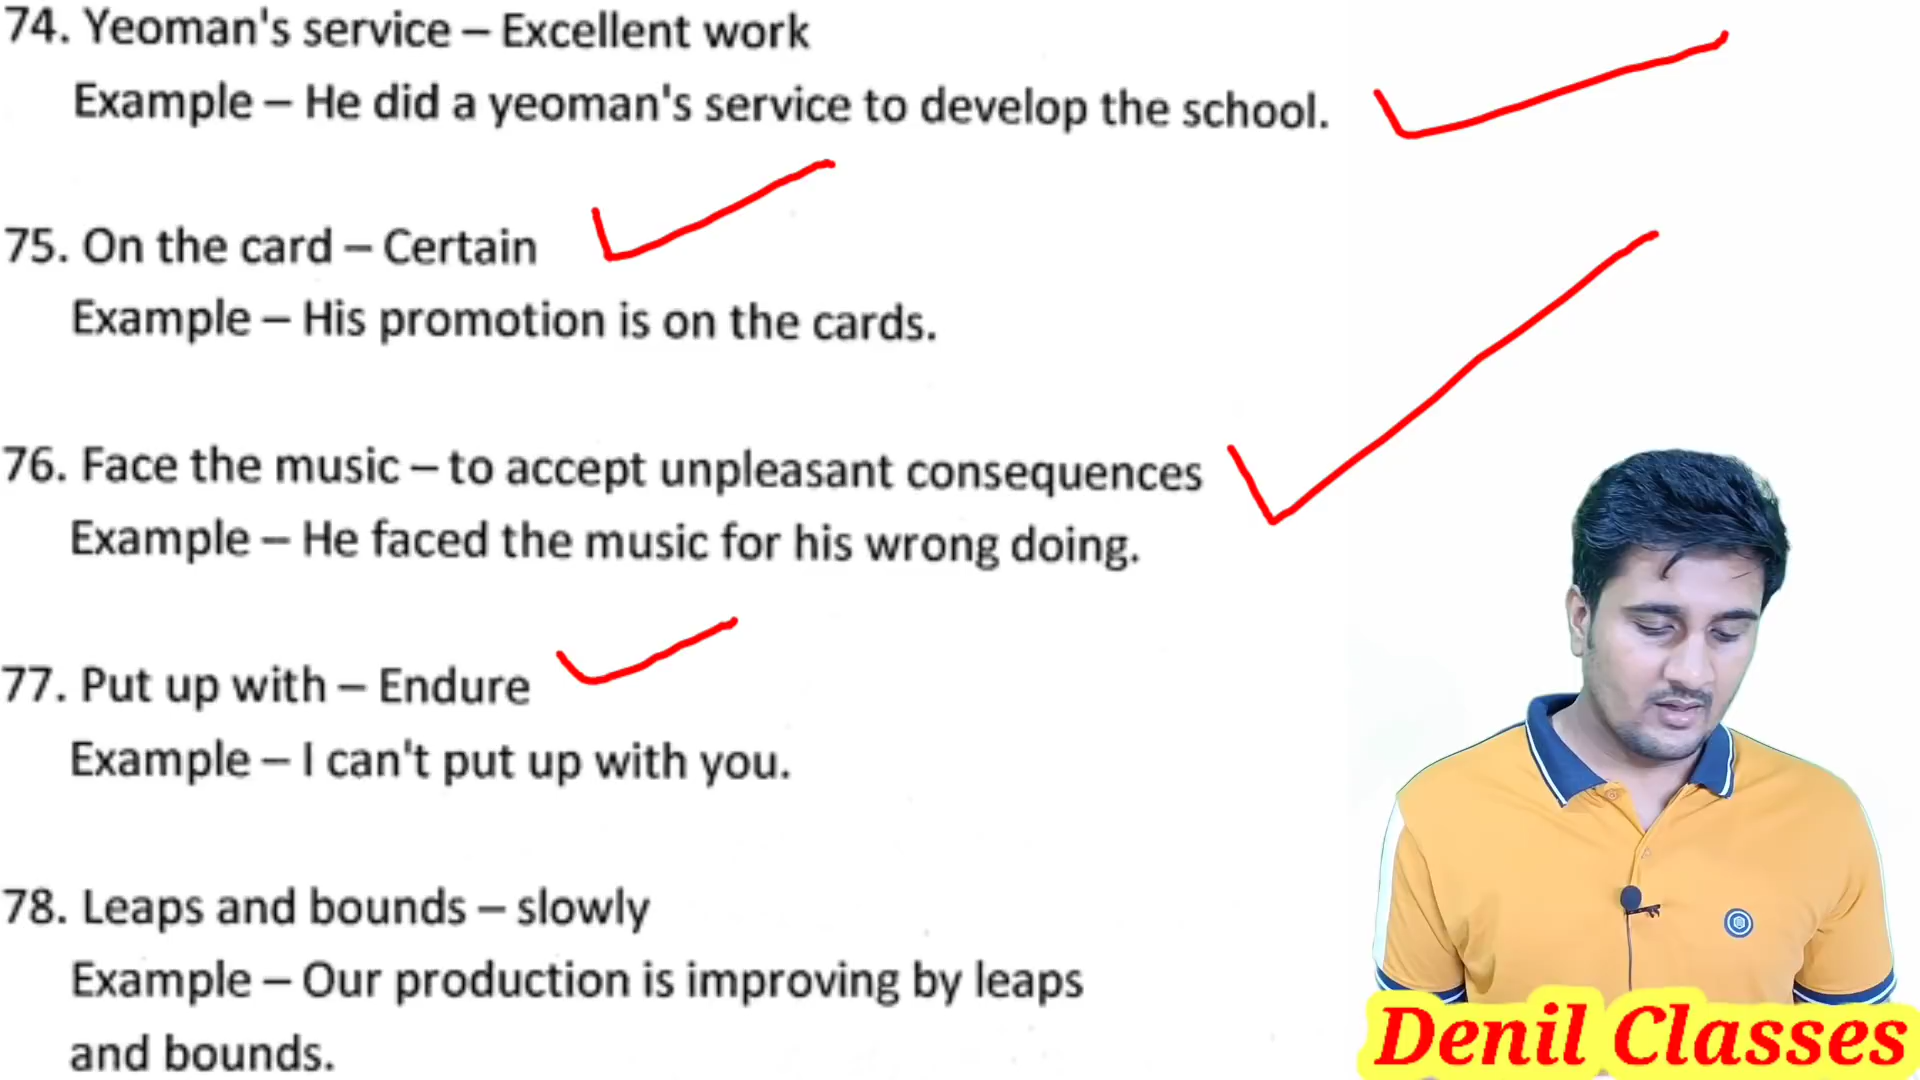 74. Yeoman's service – Excellent work
Example – He did a yeoman's service to develop the school.
75. On the card – Certain
Example – His promotion is on the cards.
76. Face the music – to accept unpleasant consequences
Example – He faced the music for his wrong doing.
77. Put up with – Endure
Example – I can't put up with you.
78. Leaps and bounds – slowly
Example – Our production is improving by leaps
and bounds.
Denil Classes